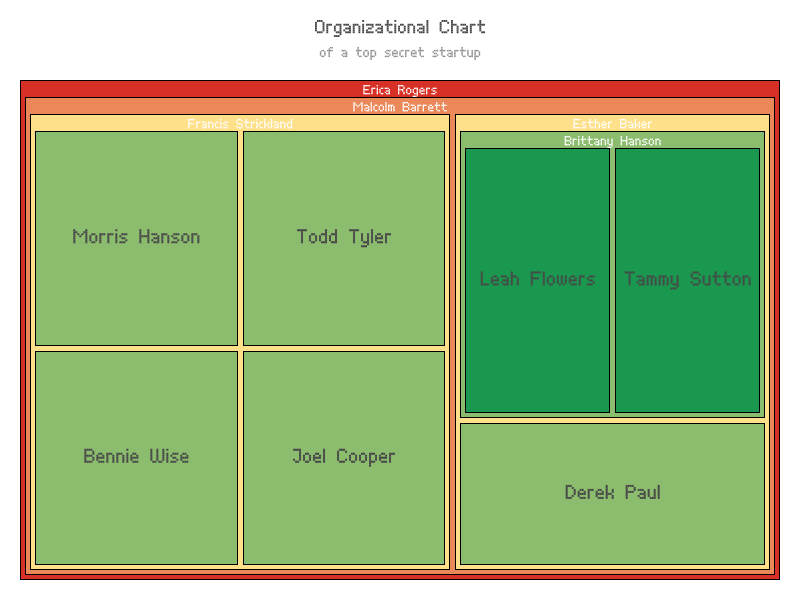 Organizational Chart
of a top secret startup
Erica Rogers
Malcolm Barrett
Francis Strickland
Esther Baker
Brittany Hanson
Morris Hanson
Todd Tyler
Leah Flowers
Tammy Sutton
Bennie Wise
Joel Cooper
Derek Paul